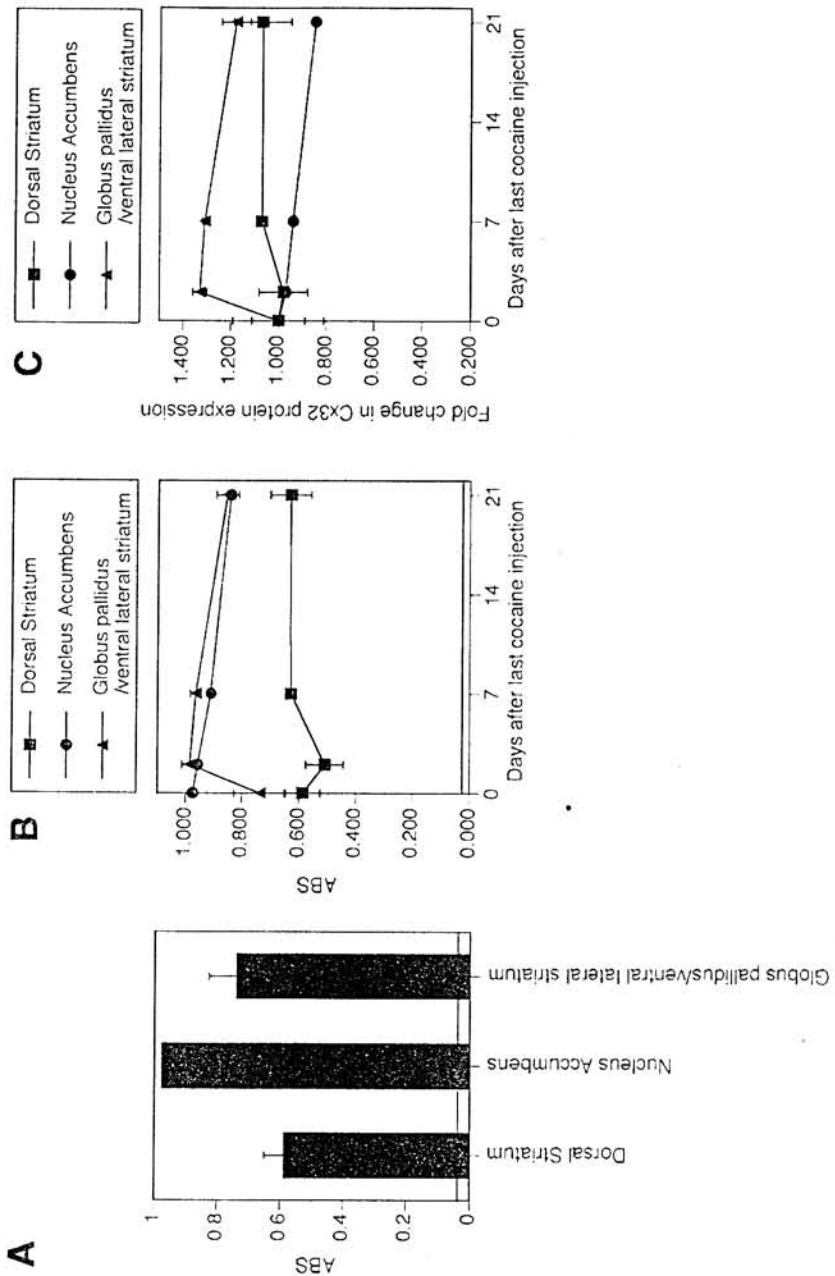 A
ABS
1
0.8
0.6
0.4
0.2
0
Dorsal Striatum
Nucleus Accumbens
Globus pallidus/ventral lateral striatum
B
Dorsal Striatum
Nucleus Accumbens
Globus pallidus
/ventral lateral striatum
ABS
1.000
0.800
0.600
0.400
0.200
0.000
0
7
14
21
Days after last cocaine injection
C
Dorsal Striatum
Nucleus Accumbens
Globus pallidus
/ventral lateral striatum
Fold change in Cx32 protein expression
1.400
1.200
1.000
0.800
0.600
0.400
0.200
0
7
14
21
Days after last cocaine injection